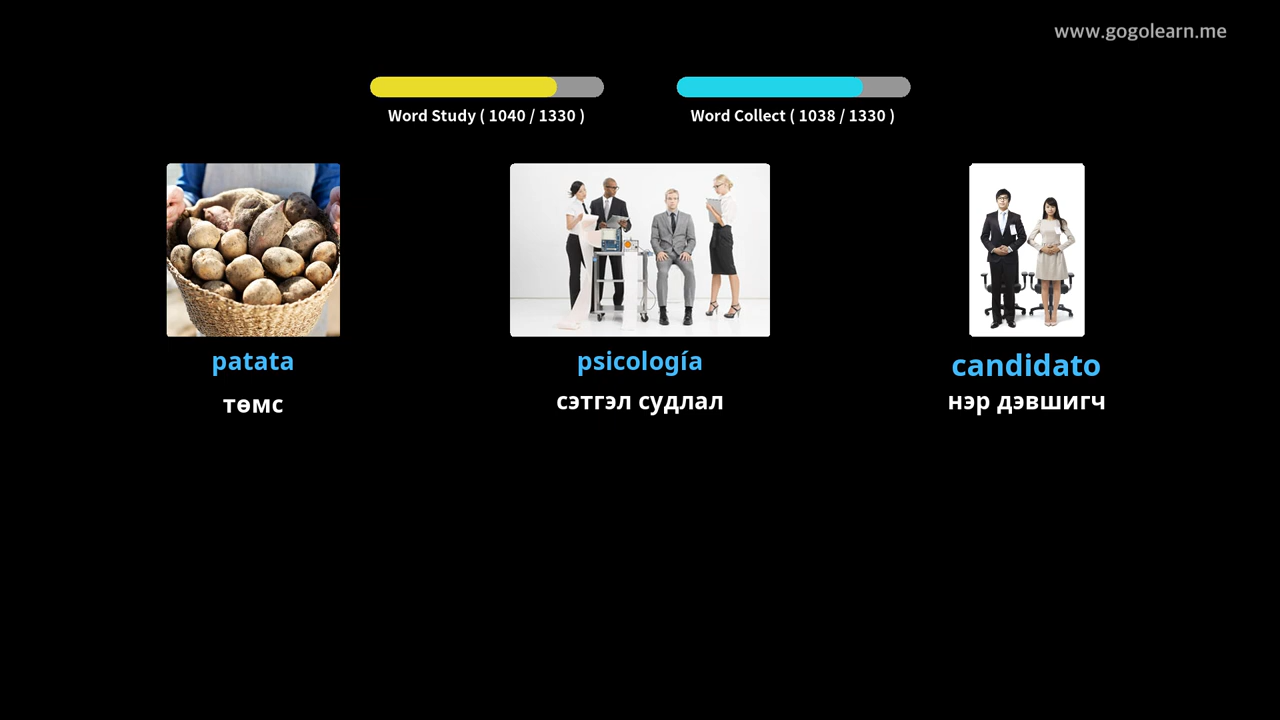 www.gogolearn.me
Word Study ( 1040 / 1330 )
Word Collect ( 1038 / 1330 )
patata
psicología
candidato
төмс
сэтгэл судлал
нэр дэвшигч